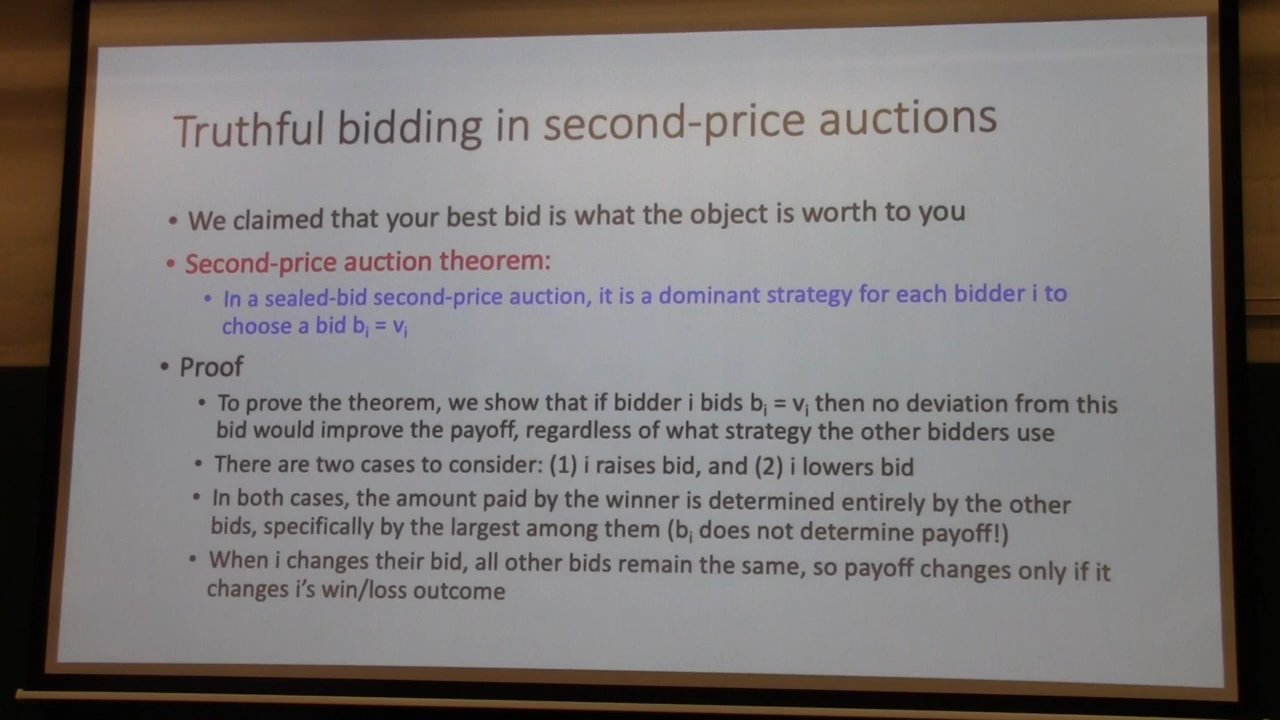 Truthful bidding in second-price auctions
• We claimed that your best bid is what the object is worth to you
• Second-price auction theorem:
• In a sealed-bid second-price auction, it is a dominant strategy for each bidder i to
choose a bid bᵢ = vᵢ
• Proof
• To prove the theorem, we show that if bidder i bids bᵢ = vᵢ then no deviation from this
bid would improve the payoff, regardless of what strategy the other bidders use
• There are two cases to consider: (1) i raises bid, and (2) i lowers bid
• In both cases, the amount paid by the winner is determined entirely by the other
bids, specifically by the largest among them (bᵢ does not determine payoff!)
• When i changes their bid, all other bids remain the same, so payoff changes only if it
changes i's win/loss outcome